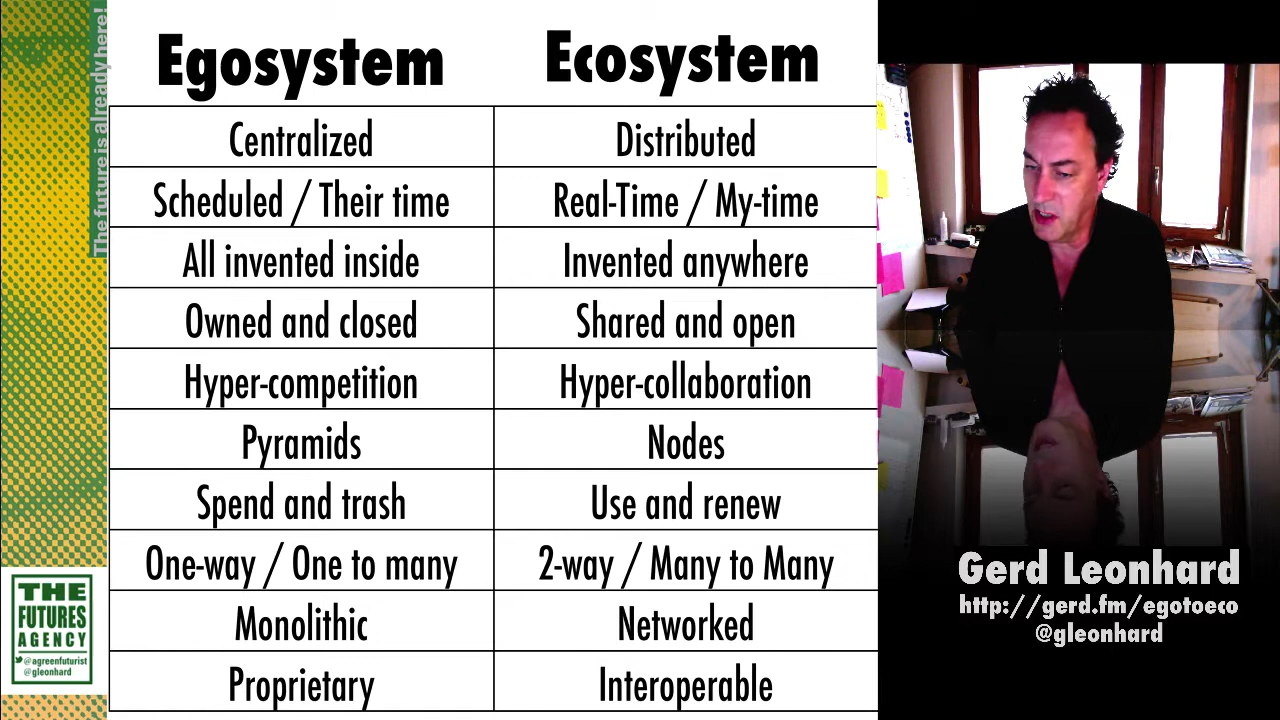 The future is already here!
Egosystem Ecosystem
Centralized Distributed
Scheduled / Their time Real-Time / My-time
All invented inside Invented anywhere
Owned and closed Shared and open
Hyper-competition Hyper-collaboration
Pyramids Nodes
Spend and trash Use and renew
One-way / One to many 2-way / Many to Many
Monolithic Networked
Proprietary Interoperable
THE
FUTURES
AGENCY
@agreenfuturist
@gleonhard
Gerd Leonhard
http://gerd.fm/egotoeco
@gleonhard